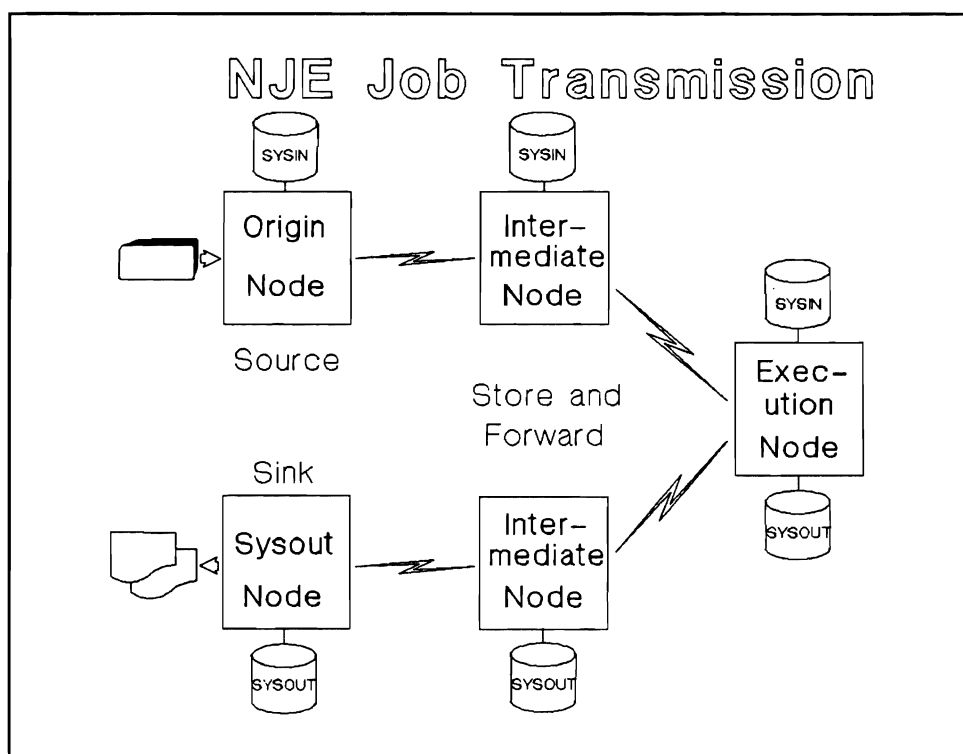 NJE Job Transmission
SYSIN
SYSIN
Origin
Node
Inter-
mediate
Node
SYSIN
Source
Exec-
ution
Node
Store and
Forward
Sink
Sysout
Node
Inter-
mediate
Node
SYSOUT
SYSOUT
SYSOUT